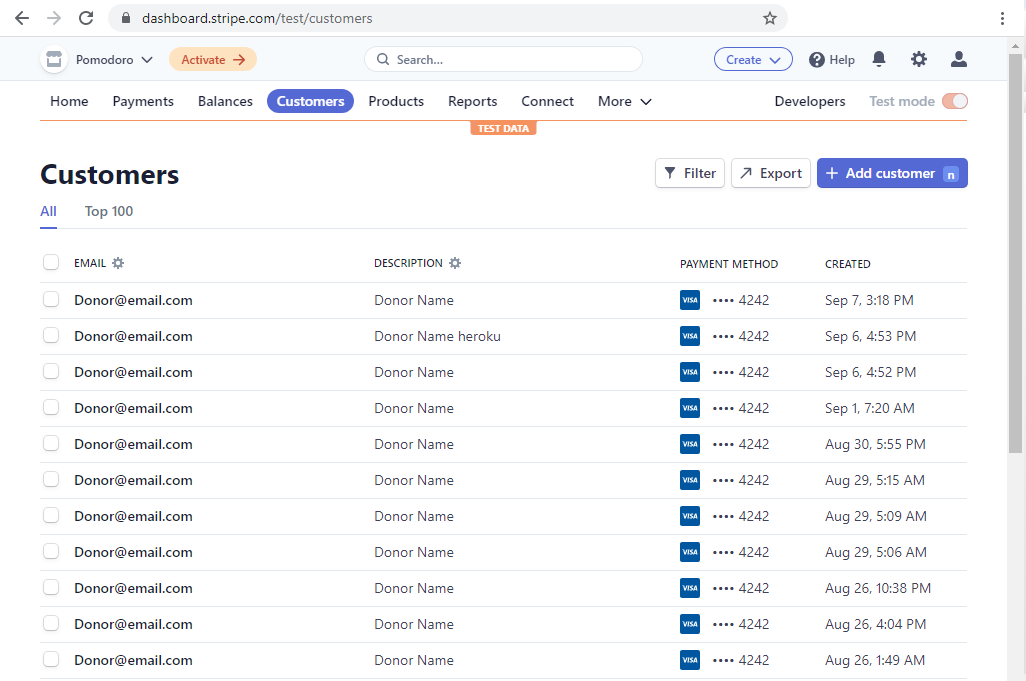 dashboard.stripe.com/test/customers
Pomodoro Activate → Search... Create Help
Home Payments Balances Customers Products Reports Connect More Developers Test mode
TEST DATA
Customers Filter Export + Add customer n
All Top 100
EMAIL DESCRIPTION PAYMENT METHOD CREATED
Donor@email.com Donor Name VISA •••• 4242 Sep 7, 3:18 PM
Donor@email.com Donor Name heroku VISA •••• 4242 Sep 6, 4:53 PM
Donor@email.com Donor Name VISA •••• 4242 Sep 6, 4:52 PM
Donor@email.com Donor Name VISA •••• 4242 Sep 1, 7:20 AM
Donor@email.com Donor Name VISA •••• 4242 Aug 30, 5:55 PM
Donor@email.com Donor Name VISA •••• 4242 Aug 29, 5:15 AM
Donor@email.com Donor Name VISA •••• 4242 Aug 29, 5:09 AM
Donor@email.com Donor Name VISA •••• 4242 Aug 29, 5:06 AM
Donor@email.com Donor Name VISA •••• 4242 Aug 26, 10:38 PM
Donor@email.com Donor Name VISA •••• 4242 Aug 26, 4:04 PM
Donor@email.com Donor Name VISA •••• 4242 Aug 26, 1:49 AM